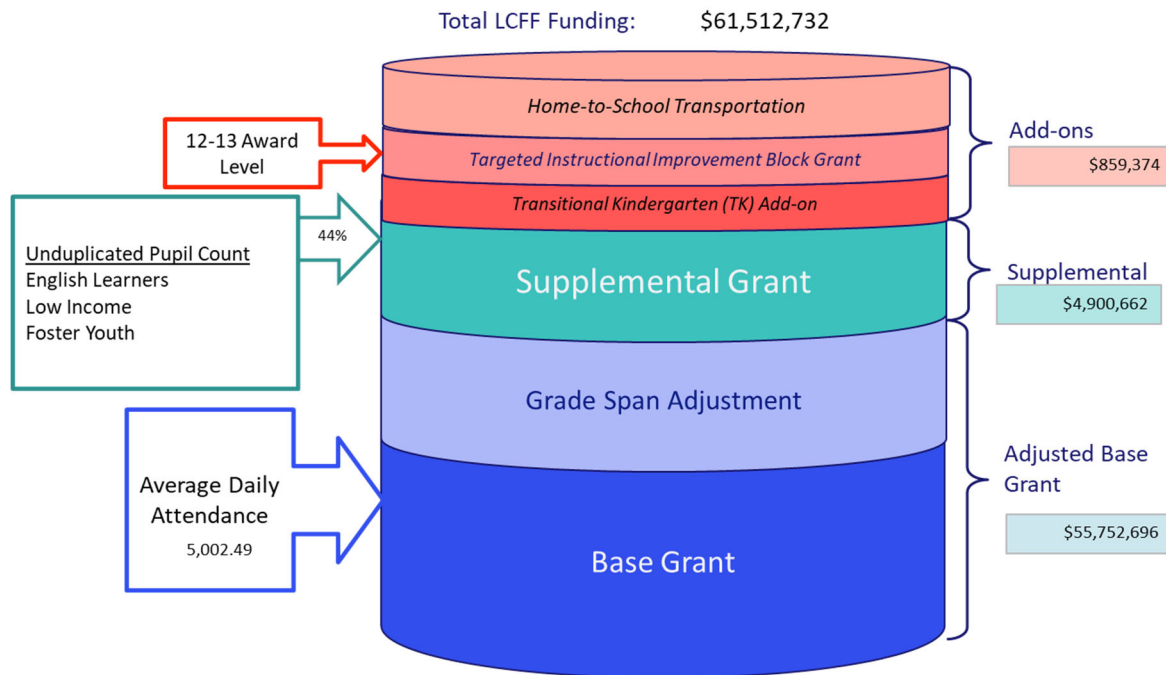 Total LCFF Funding: $61,512,732
Home-to-School Transportation
12-13 Award
Level
Targeted Instructional Improvement Block Grant
Transitional Kindergarten (TK) Add-on
Add-ons
$859,374
44%
Unduplicated Pupil Count
English Learners
Low Income
Foster Youth
Supplemental Grant
Supplemental
$4,900,662
Grade Span Adjustment
Average Daily
Attendance
5,002.49
Base Grant
Adjusted Base
Grant
$55,752,696